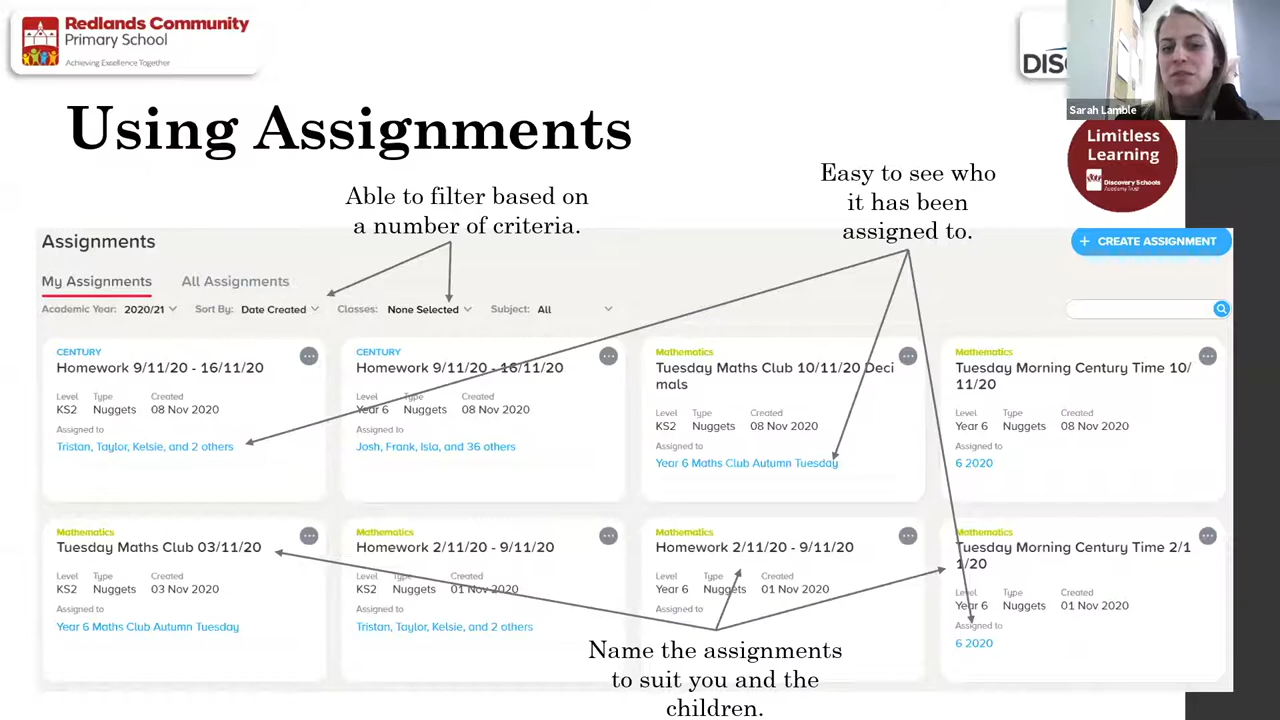 Redlands Community
Primary School
Achieving Excellence Together
DIS
Sarah Lamble
Limitless
Learning
Discovery Schools
Academy Trust
Using Assignments
Able to filter based on
a number of criteria.
Easy to see who
it has been
assigned to.
Assignments
+ CREATE ASSIGNMENT
My Assignments All Assignments
Academic Year: 2020/21 Sort By: Date Created Classes: None Selected Subject: All
CENTURY
Homework 9/11/20 - 16/11/20
Level Type Created
KS2 Nuggets 08 Nov 2020
Assigned to
Tristan, Taylor, Kelsie, and 2 others
CENTURY
Homework 9/11/20 - 16/11/20
Level Type Created
Year 6 Nuggets 08 Nov 2020
Assigned to
Josh, Frank, Isla, and 36 others
Mathematics
Tuesday Maths Club 10/11/20 Deci
mals
Level Type Created
KS2 Nuggets 08 Nov 2020
Assigned to
Year 6 Maths Club Autumn Tuesday
Mathematics
Tuesday Morning Century Time 10/
11/20
Level Type Created
Year 6 Nuggets 08 Nov 2020
Assigned to
6 2020
Mathematics
Tuesday Maths Club 03/11/20
Level Type Created
KS2 Nuggets 03 Nov 2020
Assigned to
Year 6 Maths Club Autumn Tuesday
Mathematics
Homework 2/11/20 - 9/11/20
Level Type Created
KS2 Nuggets 01 Nov 2020
Assigned to
Tristan, Taylor, Kelsie, and 2 others
Mathematics
Homework 2/11/20 - 9/11/20
Level Type Created
Year 6 Nuggets 01 Nov 2020
Assigned to
Mathematics
Tuesday Morning Century Time 2/1
1/20
Level Type Created
Year 6 Nuggets 01 Nov 2020
Assigned to
6 2020
Name the assignments
to suit you and the
children.